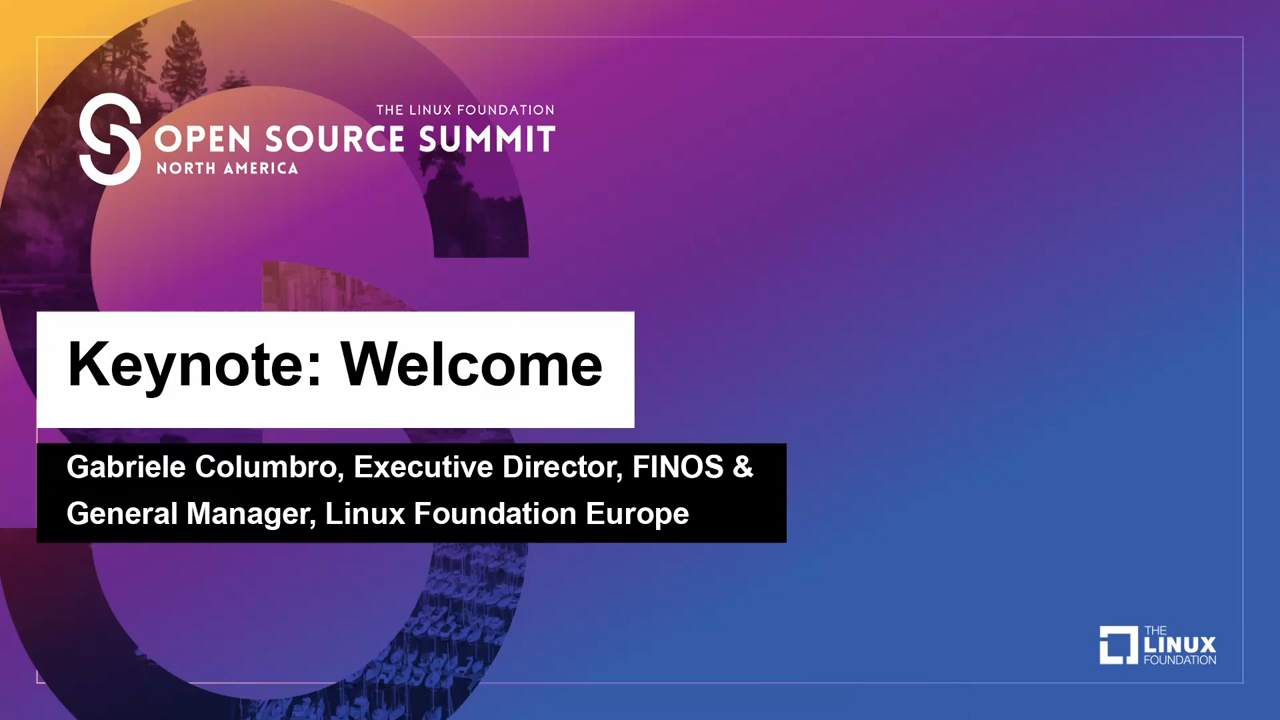 THE LINUX FOUNDATION
OPEN SOURCE SUMMIT
NORTH AMERICA
Keynote: Welcome
Gabriele Columbro, Executive Director, FINOS &
General Manager, Linux Foundation Europe
THE
LINUX
FOUNDATION